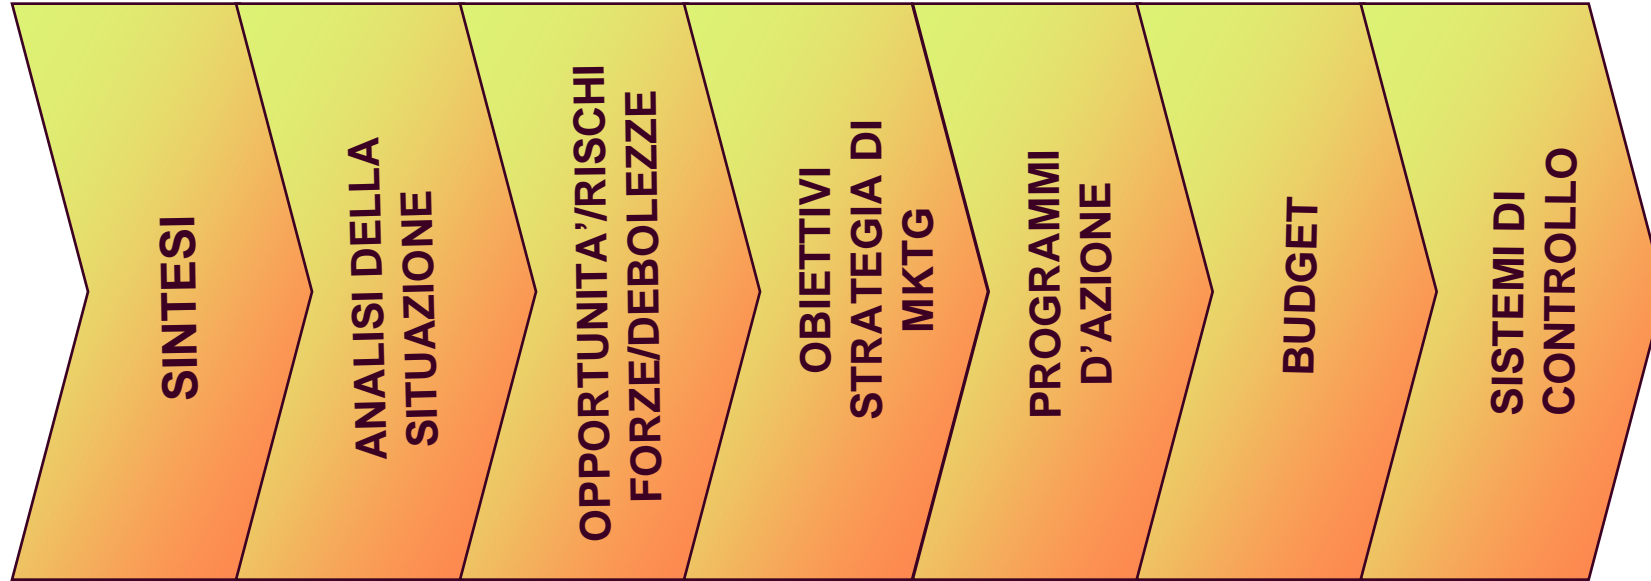 SINTESI
ANALISI DELLA
SITUAZIONE
OPPORTUNITA’/RISCHI
FORZE/DEBOLEZZE
OBIETTIVI
STRATEGIA DI
MKTG
PROGRAMMI
D’AZIONE
BUDGET
SISTEMI DI
CONTROLLO